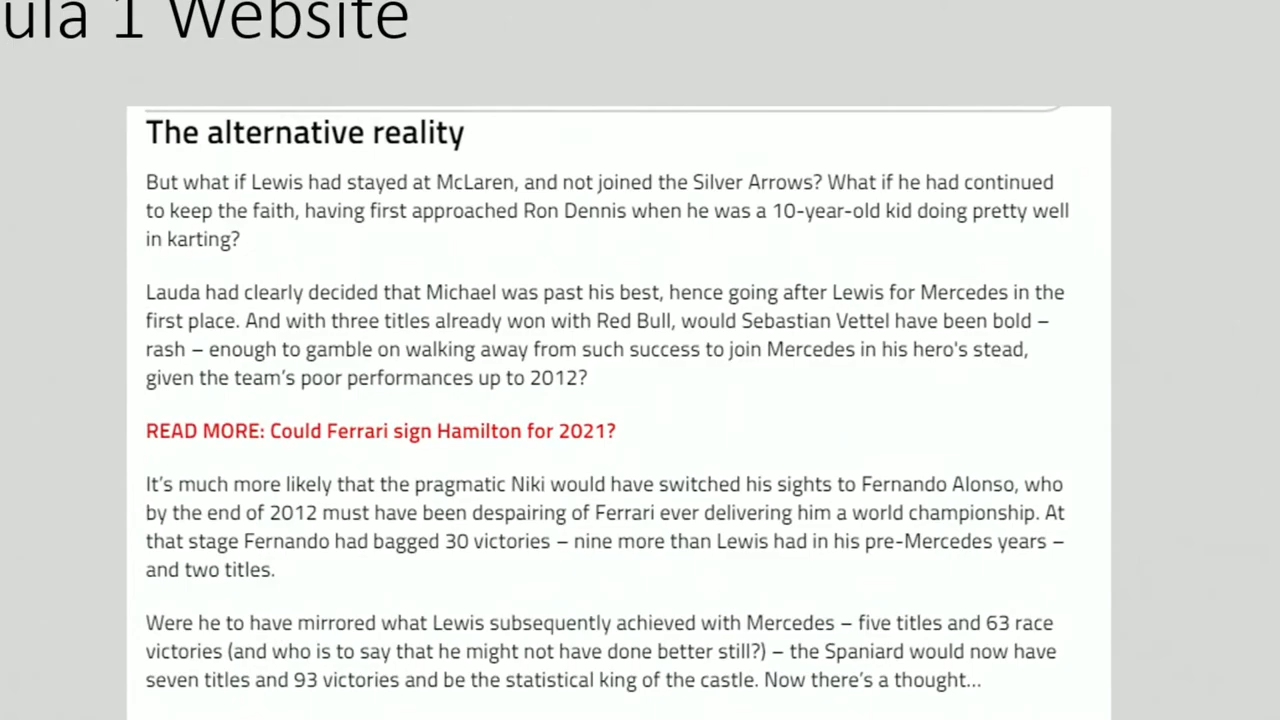 ula 1 Website
The alternative reality
But what if Lewis had stayed at McLaren, and not joined the Silver Arrows? What if he had continued
to keep the faith, having first approached Ron Dennis when he was a 10-year-old kid doing pretty well
in karting?
Lauda had clearly decided that Michael was past his best, hence going after Lewis for Mercedes in the
first place. And with three titles already won with Red Bull, would Sebastian Vettel have been bold –
rash – enough to gamble on walking away from such success to join Mercedes in his hero's stead,
given the team’s poor performances up to 2012?
READ MORE: Could Ferrari sign Hamilton for 2021?
It’s much more likely that the pragmatic Niki would have switched his sights to Fernando Alonso, who
by the end of 2012 must have been despairing of Ferrari ever delivering him a world championship. At
that stage Fernando had bagged 30 victories – nine more than Lewis had in his pre-Mercedes years –
and two titles.
Were he to have mirrored what Lewis subsequently achieved with Mercedes – five titles and 63 race
victories (and who is to say that he might not have done better still?) – the Spaniard would now have
seven titles and 93 victories and be the statistical king of the castle. Now there’s a thought…